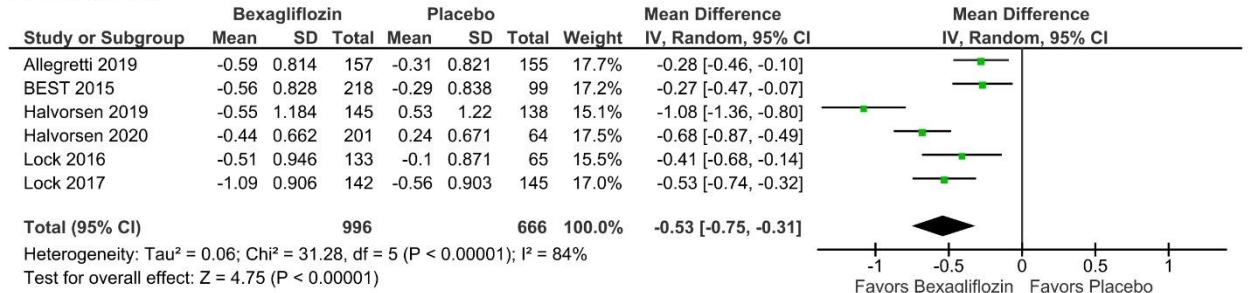 Bexagliflozin Placebo Mean Difference Mean Difference
Study or Subgroup Mean SD Total Mean SD Total Weight IV, Random, 95% CI IV, Random, 95% CI
Allegretti 2019 -0.59 0.814 157 -0.31 0.821 155 17.7% -0.28 [-0.46, -0.10]
BEST 2015 -0.56 0.828 218 -0.29 0.838 99 17.2% -0.27 [-0.47, -0.07]
Halvorsen 2019 -0.55 1.184 145 0.53 1.22 138 15.1% -1.08 [-1.36, -0.80]
Halvorsen 2020 -0.44 0.662 201 0.24 0.671 64 17.5% -0.68 [-0.87, -0.49]
Lock 2016 -0.51 0.946 133 -0.1 0.871 65 15.5% -0.41 [-0.68, -0.14]
Lock 2017 -1.09 0.906 142 -0.56 0.903 145 17.0% -0.53 [-0.74, -0.32]
Total (95% CI) 996 666 100.0% -0.53 [-0.75, -0.31]
Heterogeneity: Tau² = 0.06; Chi² = 31.28, df = 5 (P < 0.00001); I² = 84%
Test for overall effect: Z = 4.75 (P < 0.00001)
-1 -0.5 0 0.5 1
Favors Bexagliflozin Favors Placebo